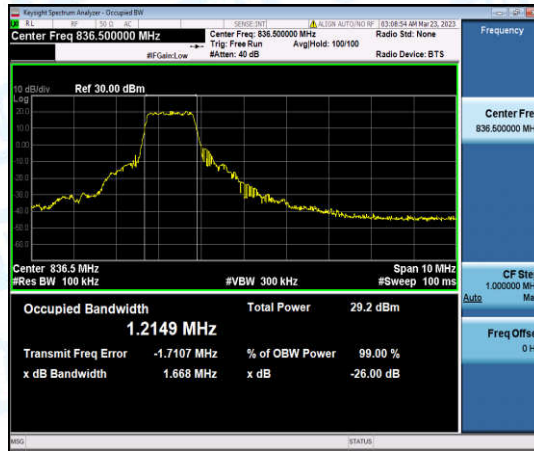 Keysight Spectrum Analyzer - Occupied BW
RL RF 50 Ω AC SENSE:INT ALIGN AUTO/NO RF 03:08:54 AM Mar 23, 2023
Center Freq 836.500000 MHz Center Freq: 836.500000 MHz Radio Std: None
Trig: Free Run Avg|Hold: 100/100
#IFGain:Low #Atten: 40 dB Radio Device: BTS
Frequency
10 dB/div Ref 30.00 dBm
Log
20.0
10.0
0.00
-10.0
-20.0
-30.0
-40.0
-50.0
-60.0
Center 836.5 MHz Span 10 MHz
#Res BW 100 kHz #VBW 300 kHz #Sweep 100 ms
Occupied Bandwidth Total Power 29.2 dBm
1.2149 MHz
Transmit Freq Error -1.7107 MHz % of OBW Power 99.00 %
x dB Bandwidth 1.668 MHz x dB -26.00 dB
Center Fre
836.500000 MH
CF Ste
1.000000 MH
Auto Ma
Freq Offse
0 H
MSG STATUS